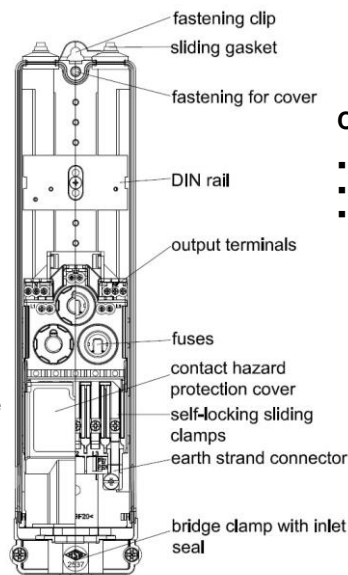 fastening clip
sliding gasket
fastening for cover
DIN rail
output terminals
fuses
contact hazard
protection cover
self-locking sliding
clamps
earth strand connector
bridge clamp with inlet
seal
2537